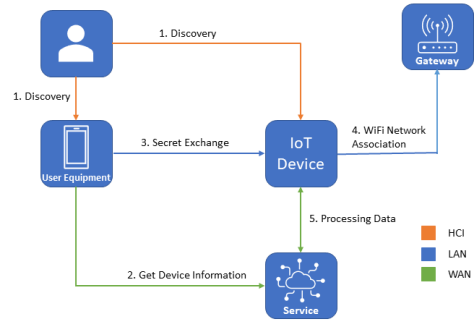 1. Discovery
Gateway
1. Discovery
3. Secret Exchange
IoT
Device
4. WiFi Network
Association
User Equipment
5. Processing Data
HCI
LAN
2. Get Device Information
WAN
Service